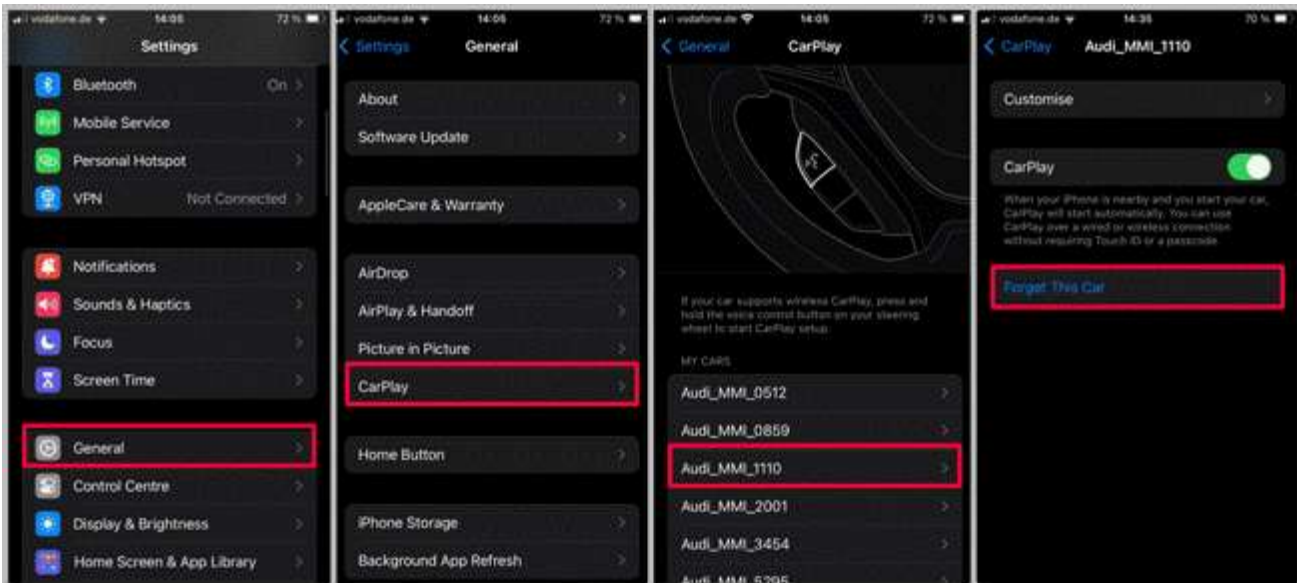 vodafone.de 14:05 72 %
Settings
Bluetooth On
Mobile Service
Personal Hotspot
VPN Not Connected
Notifications
Sounds & Haptics
Focus
Screen Time
General
Control Centre
Display & Brightness
Home Screen & App Library
vodafone.de 14:05 72 %
Settings General
About
Software Update
AppleCare & Warranty
AirDrop
AirPlay & Handoff
Picture in Picture
CarPlay
Home Button
iPhone Storage
Background App Refresh
vodafone.de 14:05 72 %
General CarPlay
If your car supports wireless CarPlay, press and
hold the voice control button on your steering
wheel to start CarPlay setup.
MY CARS
Audi_MMI_0512
Audi_MMI_0859
Audi_MMI_1110
Audi_MMI_2001
Audi_MMI_3454
Audi_MMI_5295
vodafone.de 14:35 70 %
CarPlay Audi_MMI_1110
Customise
CarPlay
When your iPhone is nearby and you start your car,
CarPlay will start automatically. You can use
CarPlay over a wired or wireless connection
without requiring Touch ID or a passcode.
Forget This Car